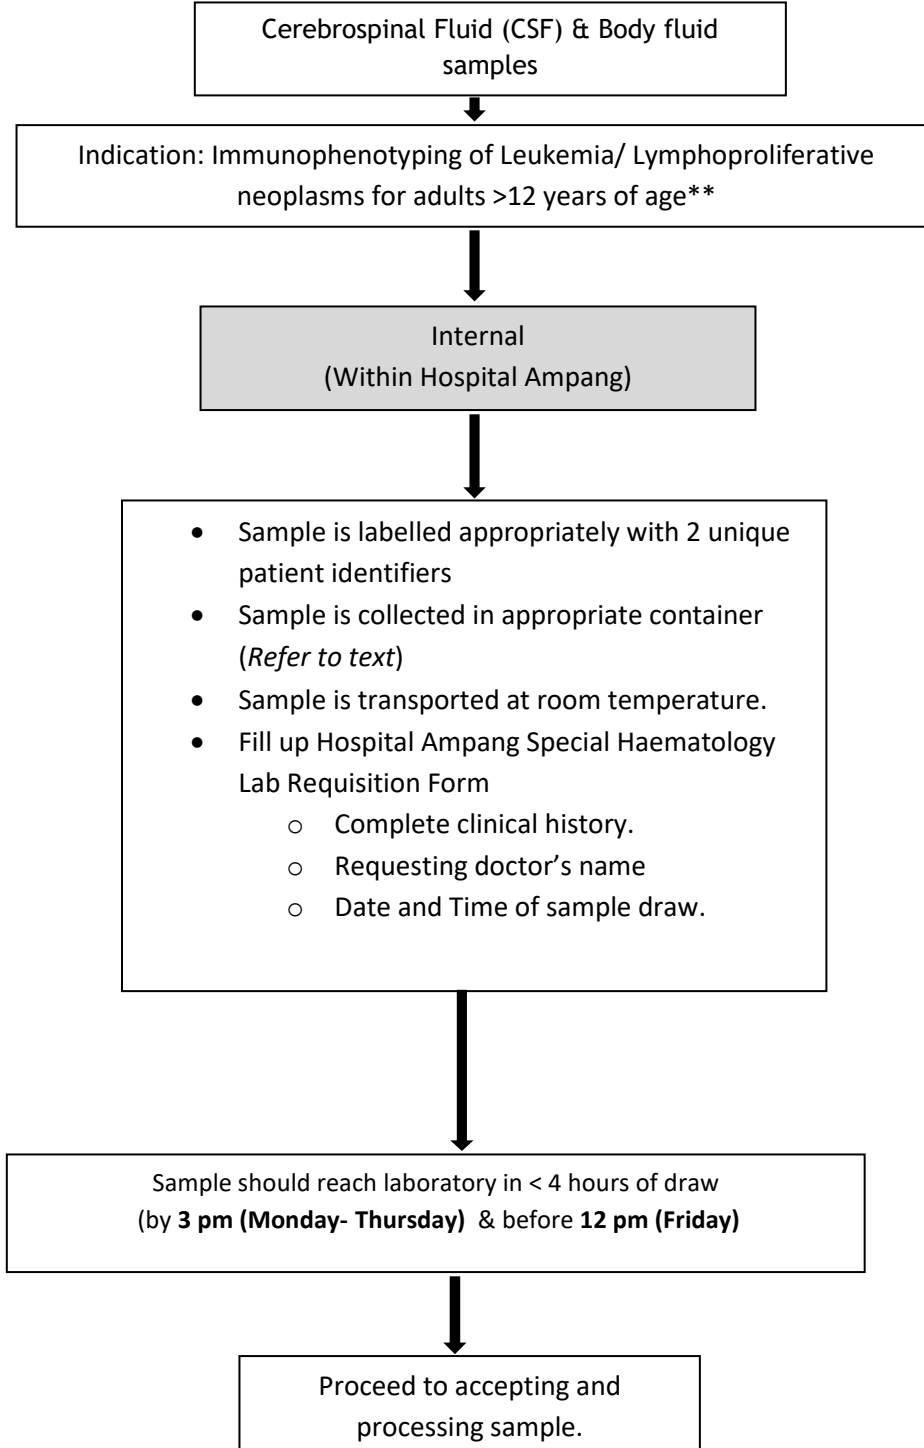 Cerebrospinal Fluid (CSF) & Body fluid
samples
Indication: Immunophenotyping of Leukemia/ Lymphoproliferative
neoplasms for adults >12 years of age**
Internal
(Within Hospital Ampang)
• Sample is labelled appropriately with 2 unique
patient identifiers
• Sample is collected in appropriate container
(Refer to text)
• Sample is transported at room temperature.
• Fill up Hospital Ampang Special Haematology
Lab Requisition Form
o Complete clinical history.
o Requesting doctor’s name
o Date and Time of sample draw.
Sample should reach laboratory in < 4 hours of draw
(by 3 pm (Monday- Thursday) & before 12 pm (Friday)
Proceed to accepting and
processing sample.